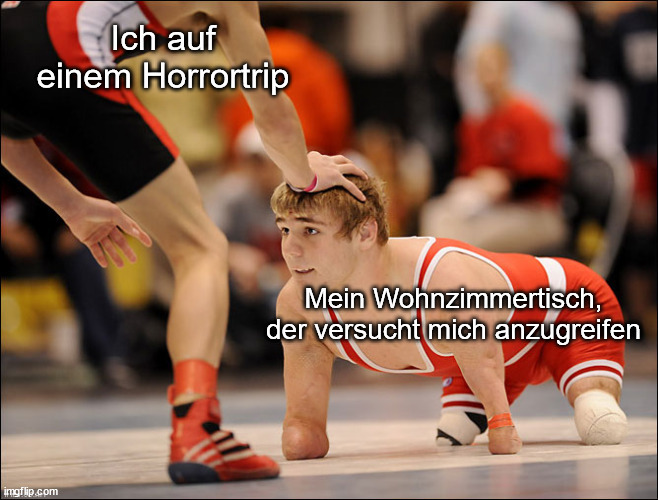 Ich auf
einem Horrortrip
Mein Wohnzimmertisch,
der versucht mich anzugreifen
imgflip.com